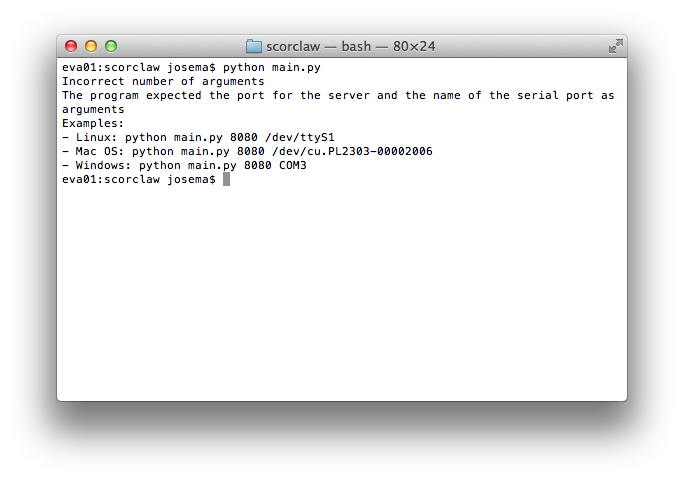 scorclaw — bash — 80×24
eva01:scorclaw josema$ python main.py
Incorrect number of arguments
The program expected the port for the server and the name of the serial port as
arguments
Examples:
- Linux: python main.py 8080 /dev/ttyS1
- Mac OS: python main.py 8080 /dev/cu.PL2303-00002006
- Windows: python main.py 8080 COM3
eva01:scorclaw josema$